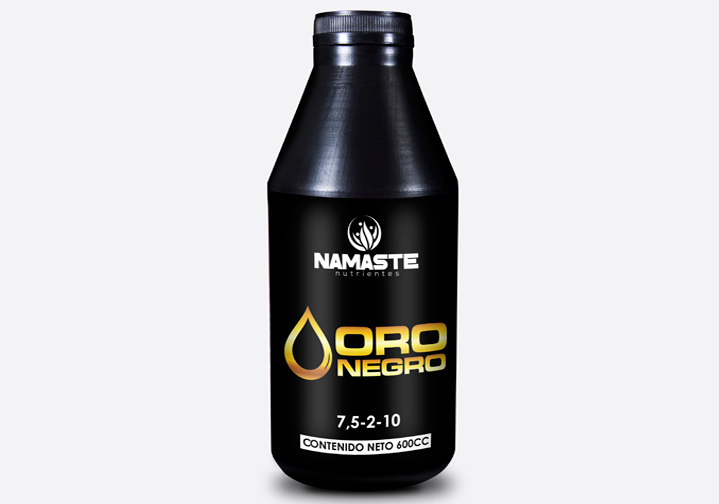 NAMASTE
nutrientes
ORO
NEGRO
7,5-2-10
CONTENIDO NETO 600CC